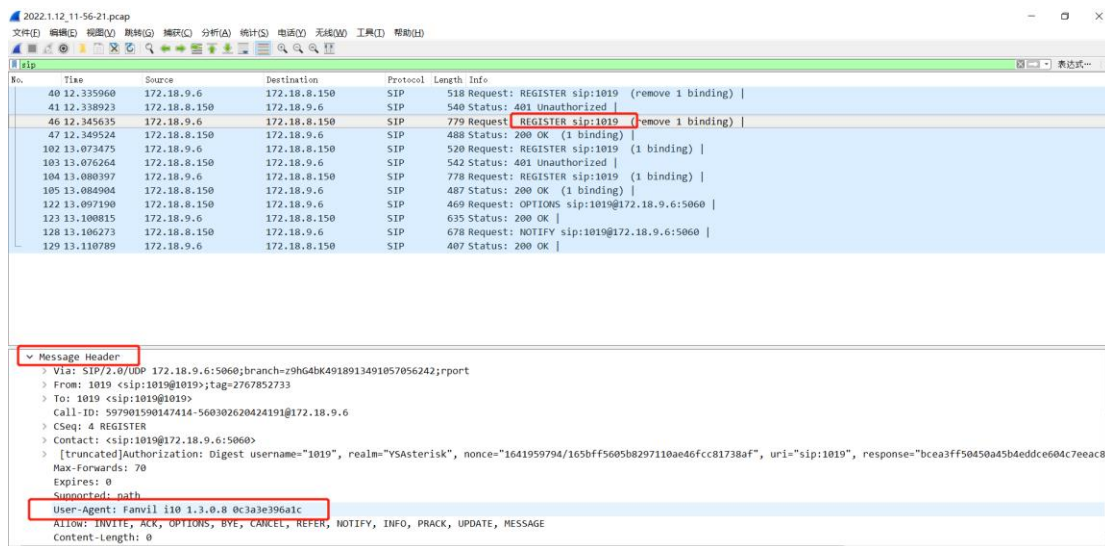 2022.1.12_11-56-21.pcap
文件(F) 编辑(E) 视图(V) 跳转(G) 捕获(C) 分析(A) 统计(S) 电话(Y) 无线(W) 工具(T) 帮助(H)
sip 表达式…
No. Time Source Destination Protocol Length Info
40 12.335960 172.18.9.6 172.18.8.150 SIP 518 Request: REGISTER sip:1019 (remove 1 binding) |
41 12.338923 172.18.8.150 172.18.9.6 SIP 540 Status: 401 Unauthorized |
46 12.345635 172.18.9.6 172.18.8.150 SIP 779 Request: REGISTER sip:1019 (remove 1 binding) |
47 12.349524 172.18.8.150 172.18.9.6 SIP 488 Status: 200 OK (1 binding) |
102 13.073475 172.18.9.6 172.18.8.150 SIP 520 Request: REGISTER sip:1019 (1 binding) |
103 13.076264 172.18.8.150 172.18.9.6 SIP 542 Status: 401 Unauthorized |
104 13.080397 172.18.9.6 172.18.8.150 SIP 778 Request: REGISTER sip:1019 (1 binding) |
105 13.084904 172.18.8.150 172.18.9.6 SIP 487 Status: 200 OK (1 binding) |
122 13.097190 172.18.8.150 172.18.9.6 SIP 469 Request: OPTIONS sip:1019@172.18.9.6:5060 |
123 13.100815 172.18.9.6 172.18.8.150 SIP 635 Status: 200 OK |
128 13.106273 172.18.8.150 172.18.9.6 SIP 678 Request: NOTIFY sip:1019@172.18.9.6:5060 |
129 13.110789 172.18.9.6 172.18.8.150 SIP 407 Status: 200 OK |
Message Header
Via: SIP/2.0/UDP 172.18.9.6:5060;branch=z9hG4bK4918913491057056242;rport
From: 1019 <sip:1019@1019>;tag=2767852733
To: 1019 <sip:1019@1019>
Call-ID: 597901590147414-560302620424191@172.18.9.6
CSeq: 4 REGISTER
Contact: <sip:1019@172.18.9.6:5060>
[truncated]Authorization: Digest username="1019", realm="YSAsterisk", nonce="1641959794/165bff5605b8297110ae46fcc81738af", uri="sip:1019", response="bcea3ff50450a45b4eddce604c7eeac8
Max-Forwards: 70
Expires: 0
Supported: path
User-Agent: Fanvil i10 1.3.0.8 0c3a3e396a1c
Allow: INVITE, ACK, OPTIONS, BYE, CANCEL, REFER, NOTIFY, INFO, PRACK, UPDATE, MESSAGE
Content-Length: 0